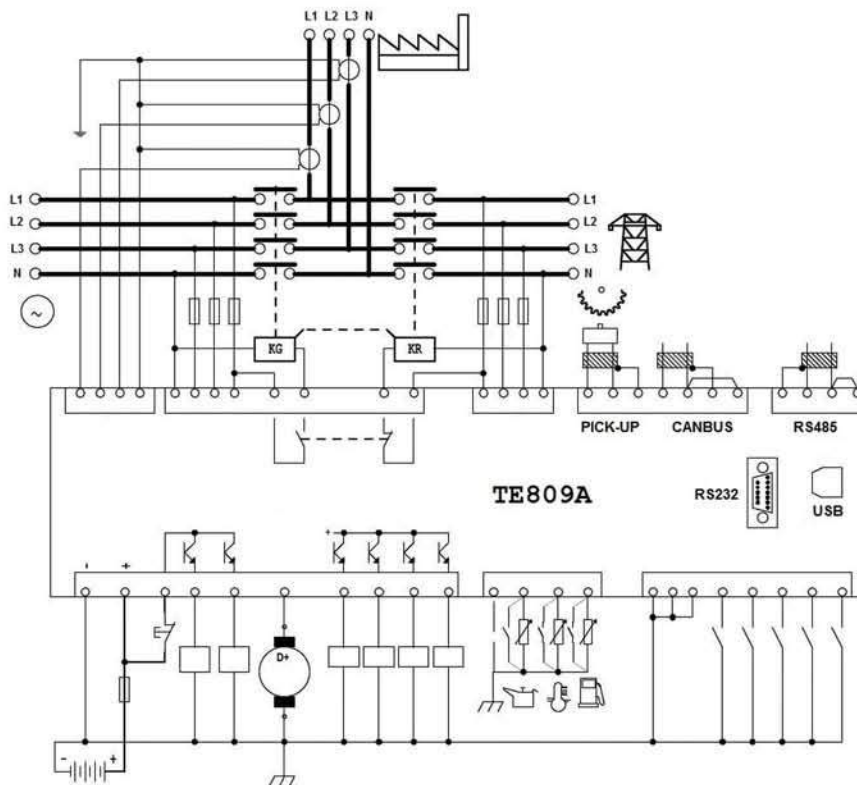 L1 L2 L3 N
L1 L1
L2 L2
L3 L3
N N
~
KG KR
PICK-UP CANBUS RS485
TE809A
RS232
USB
+
- +
D+
- +